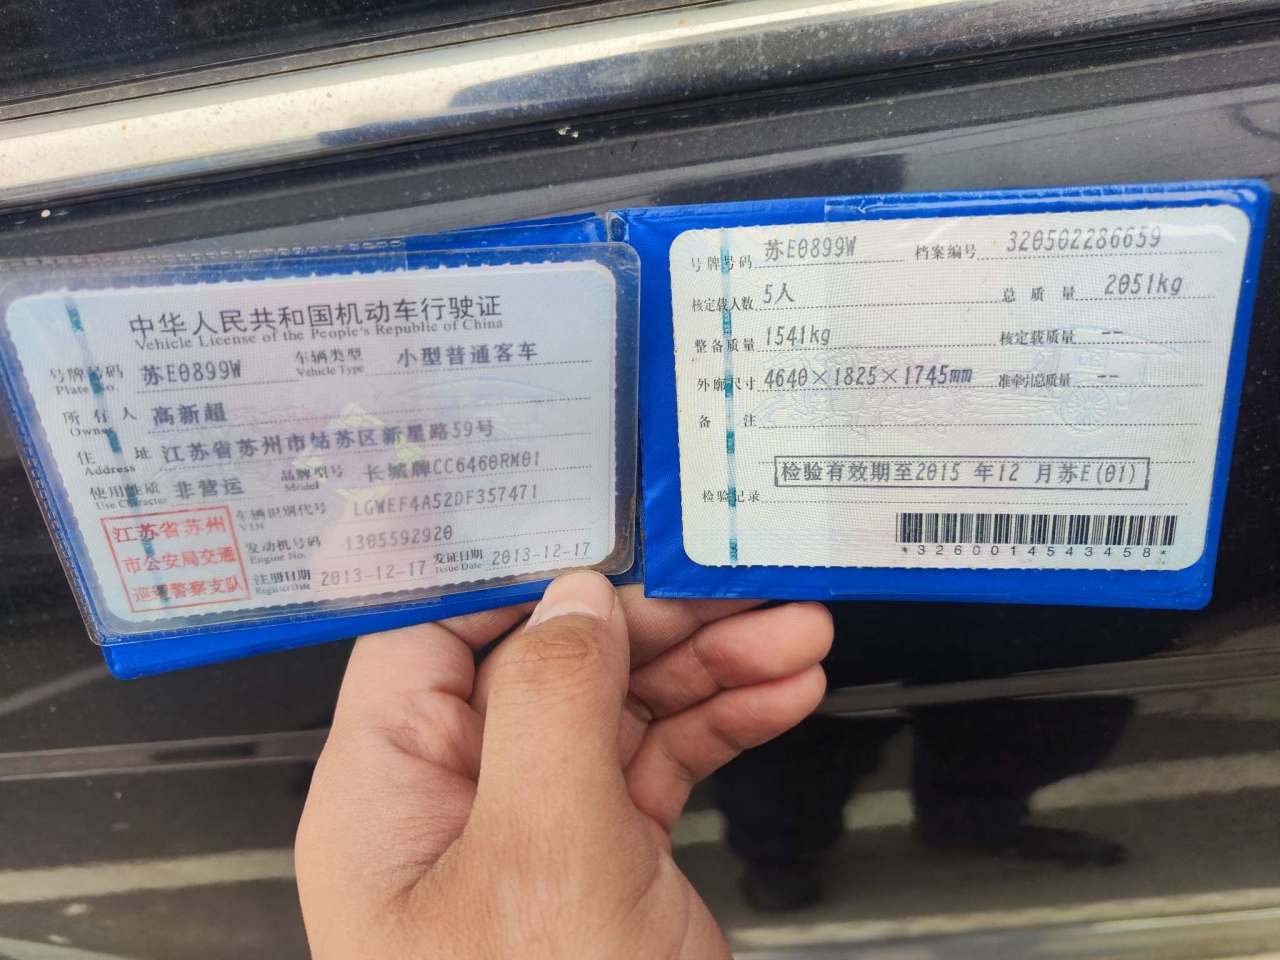 中华人民共和国机动车行驶证
Vehicle License of the People's Republic of China
号牌号码 苏E0899W 车辆类型 小型普通客车
Plate No. Vehicle Type
所有人 高新超
Owner
住址 江苏省苏州市姑苏区新星路59号
Address
使用性质 非营运 品牌型号 长城牌CC6460RM01
Use Character Model
江苏省苏州
市公安局交通
巡逻警察支队
车辆识别代号 LGWEF4A52DF357471
VIN
发动机号码 1305592920
Engine No.
注册日期 2013-12-17 发证日期 2013-12-17
Register Date Issue Date
号牌号码 苏E0899W 档案编号 320502286659
核定载人数 5人 总质量 2051kg
整备质量 1541kg 核定载质量 --
外廓尺寸 4640×1825×1745mm 准牵引总质量 --
备注
检验有效期至2015 年12 月苏E(01)
检验记录
*3260014543458*